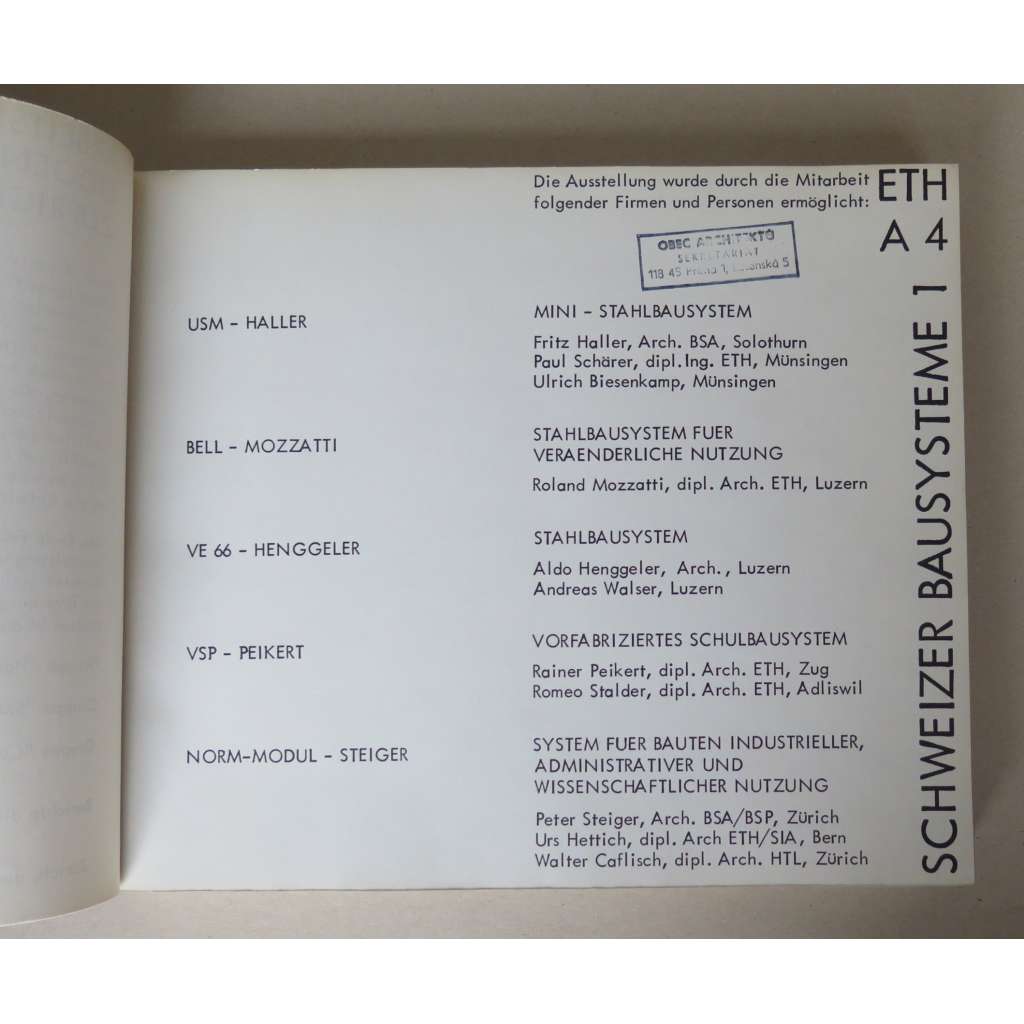 Die Ausstellung wurde durch die Mitarbeit
folgender Firmen und Personen ermöglicht:
ETH
A 4
SCHWEIZER BAUSYSTEME 1
OBEC ARCHITEKTŮ
SEKRETARIAT
118 45 Praha 1, 5
USM – HALLER
MINI – STAHLBAUSYSTEM
Fritz Haller, Arch. BSA, Solothurn
Paul Schärer, dipl.Ing. ETH, Münsingen
Ulrich Biesenkamp, Münsingen
BELL – MOZZATTI
STAHLBAUSYSTEM FUER
VERAENDERLICHE NUTZUNG
Roland Mozzatti, dipl. Arch. ETH, Luzern
VE 66 – HENGGELER
STAHLBAUSYSTEM
Aldo Henggeler, Arch., Luzern
Andreas Walser, Luzern
VSP – PEIKERT
VORFABRIZIERTES SCHULBAUSYSTEM
Rainer Peikert, dipl. Arch. ETH, Zug
Romeo Stalder, dipl. Arch. ETH, Adliswil
NORM–MODUL – STEIGER
SYSTEM FUER BAUTEN INDUSTRIELLER,
ADMINISTRATIVER UND
WISSENSCHAFTLICHER NUTZUNG
Peter Steiger, Arch. BSA/BSP, Zürich
Urs Hettich, dipl. Arch ETH/SIA, Bern
Walter Caflisch, dipl. Arch. HTL, Zürich